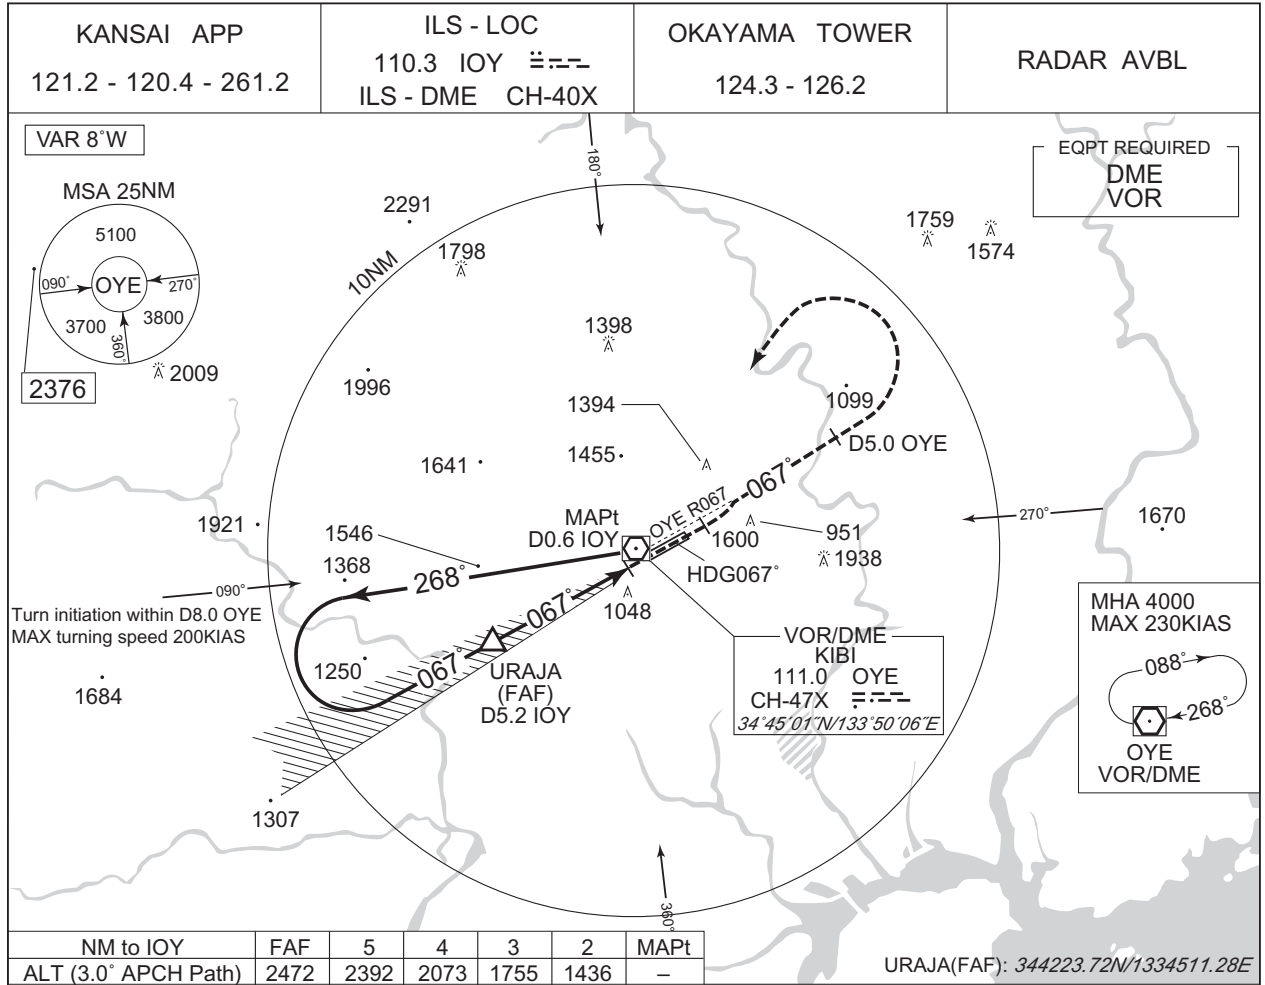 KANSAI APP
121.2 - 120.4 - 261.2
ILS - LOC
110.3 IOY
ILS - DME CH-40X
OKAYAMA TOWER
124.3 - 126.2
RADAR AVBL
VAR 8°W
MSA 25NM
5100
OYE
090°
270°
3700
3800
360°
2376
2009
EQPT REQUIRED
DME
VOR
180°
2291
1798
10NM
1759
1574
1398
1996
1394
1099
1641
1455
D5.0 OYE
067°
OYE R067
1921
1546
1368
MAPt
D0.6 IOY
1600
951
1938
HDG067°
270°
1670
090°
268°
Turn initiation within D8.0 OYE
MAX turning speed 200KIAS
067°
1048
1250
067°
1684
URAJA
(FAF)
D5.2 IOY
VOR/DME
KIBI
111.0 OYE
CH-47X
34°45′01″N/133°50′06″E
MHA 4000
MAX 230KIAS
088°
268°
OYE
VOR/DME
1307
360°
NM to IOY FAF 5 4 3 2 MAPt
ALT (3.0° APCH Path) 2472 2392 2073 1755 1436 –
URAJA(FAF): 344223.72N/1334511.28E